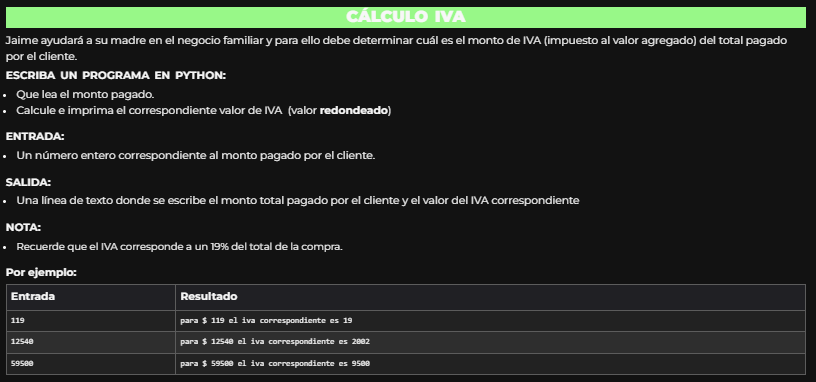 CÁLCULO IVA
Jaime ayudará a su madre en el negocio familiar y para ello debe determinar cuál es el monto de IVA (impuesto al valor agregado) del total pagado
por el cliente.
ESCRIBA UN PROGRAMA EN PYTHON:
• Que lea el monto pagado.
• Calcule e imprima el correspondiente valor de IVA (valor redondeado)
ENTRADA:
• Un número entero correspondiente al monto pagado por el cliente.
SALIDA:
• Una línea de texto donde se escribe el monto total pagado por el cliente y el valor del IVA correspondiente
NOTA:
• Recuerde que el IVA corresponde a un 19% del total de la compra.
Por ejemplo:
Entrada Resultado
119 para $ 119 el iva correspondiente es 19
12540 para $ 12540 el iva correspondiente es 2002
59500 para $ 59500 el iva correspondiente es 9500